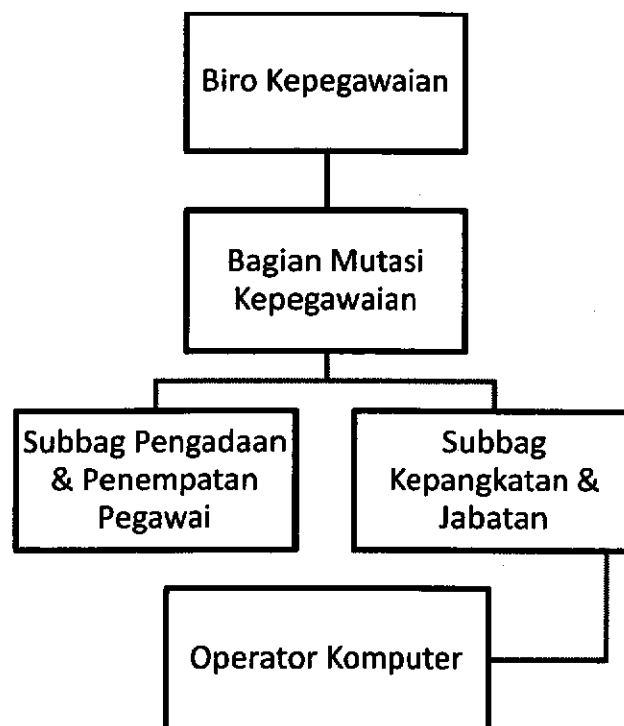 Biro Kepegawaian
Bagian Mutasi
Kepegawaian
Subbag Pengadaan
& Penempatan
Pegawai
Subbag
Kepangkatan &
Jabatan
Operator Komputer